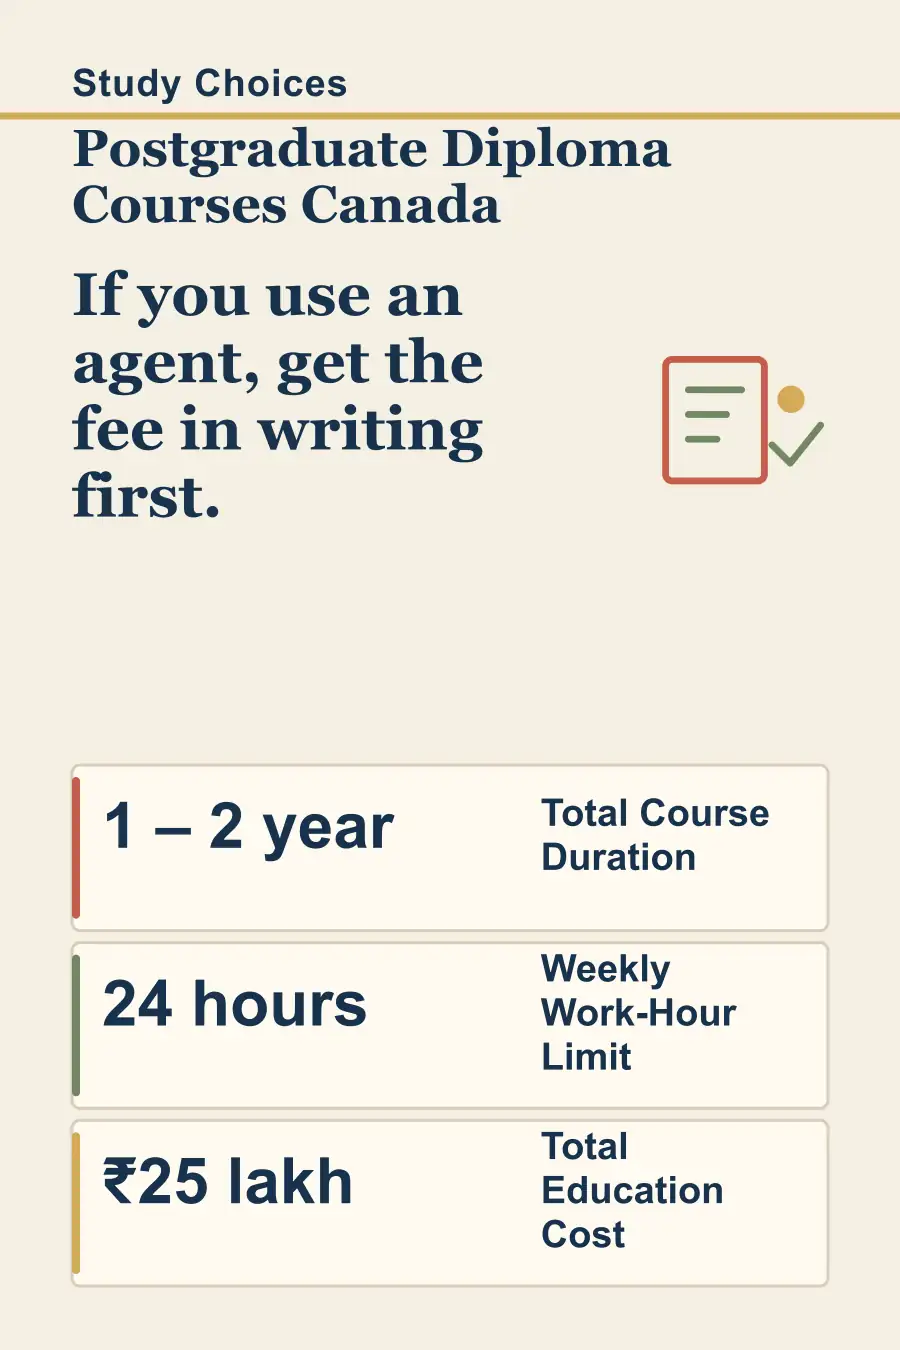 Study Choices
Postgraduate Diploma
Courses Canada
If you use an
agent, get the
fee in writing
first.
1 – 2 year
Total Course
Duration
24 hours
Weekly
Work-Hour
Limit
₹25 lakh
Total
Education
Cost